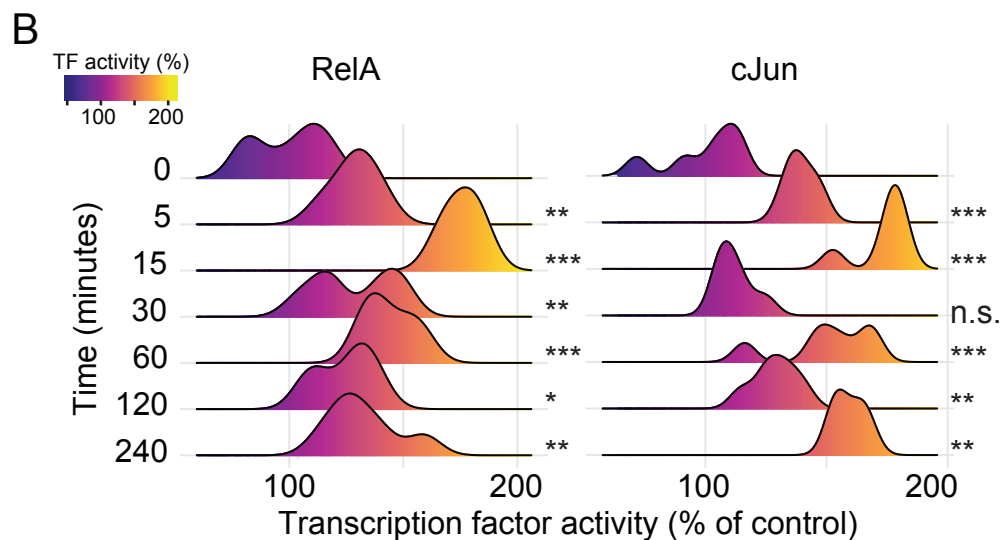 B
TF activity (%)
100 200
RelA cJun
0
5 ** ***
15 *** ***
30 ** n.s.
60 *** ***
120 * **
240 ** **
Time (minutes)
100 200 100 200
Transcription factor activity (% of control)